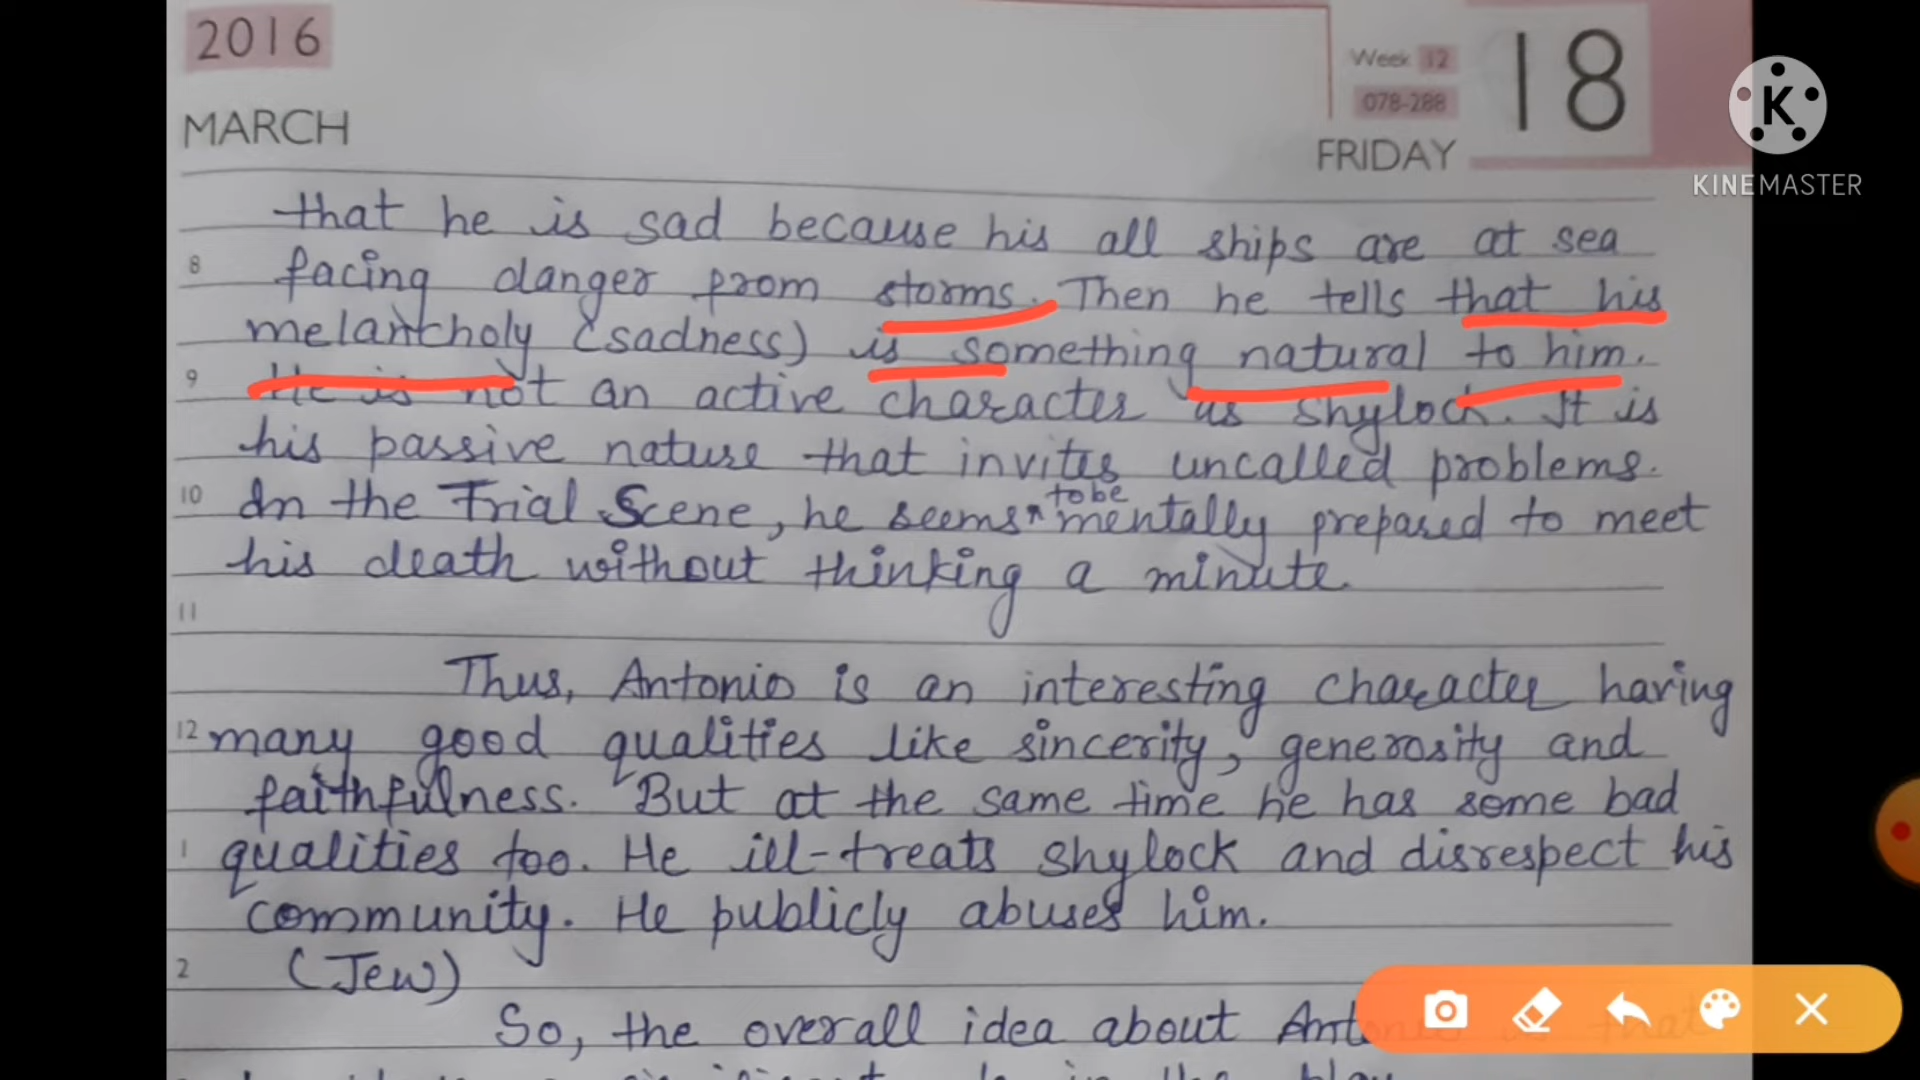 2016
MARCH
Week 12
078-288
FRIDAY
18
KINEMASTER
that he is sad because his all ships are at sea
8
facing danger from storms. Then he tells that his
melancholy (sadness) is something natural to him.
9
He is not an active character as Shylock. It is
his passive nature that invites uncalled problems.
10
In the Trial Scene, he seems to be mentally prepared to meet
his death without thinking a minute.
11
Thus, Antonio is an interesting character having
12
many good qualities like sincerity, generosity and
faithfulness. But at the same time he has some bad
1
qualities too. He ill-treats Shylock and disrespect his
community. He publicly abuses him.
2
(Jew)
So, the overall idea about Antonio is that
in the play